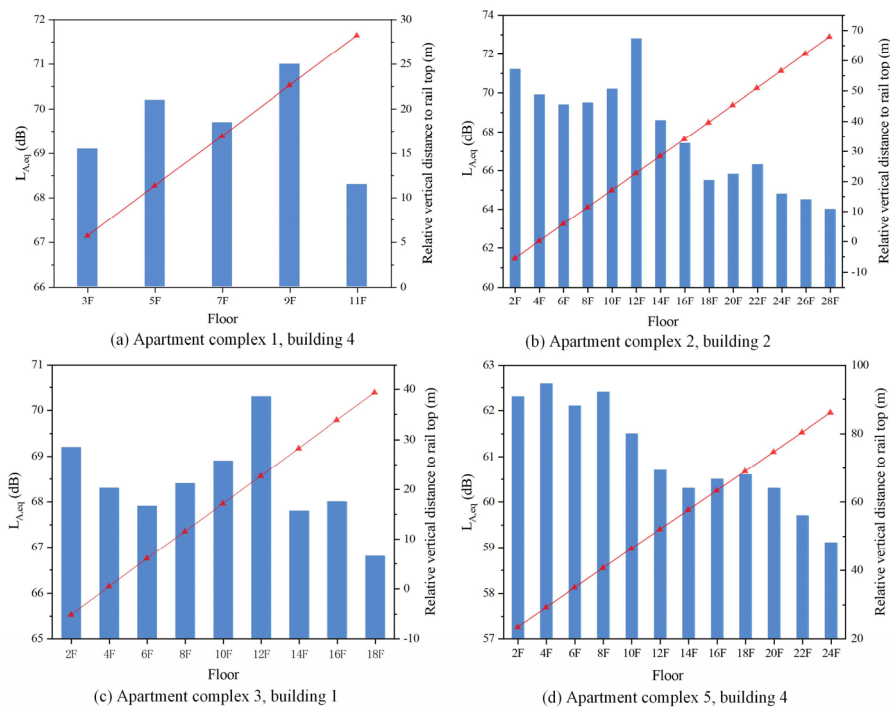 72
71
70
69
68
67
66
L_A,eq (dB)
30
25
20
15
10
5
0
Relative vertical distance to rail top (m)
3F 5F 7F 9F 11F
Floor
(a) Apartment complex 1, building 4
74
72
70
68
66
64
62
60
L_A,eq (dB)
70
60
50
40
30
20
10
0
-10
Relative vertical distance to rail top (m)
2F 4F 6F 8F 10F 12F 14F 16F 18F 20F 22F 24F 26F 28F
Floor
(b) Apartment complex 2, building 2
71
70
69
68
67
66
65
L_A,eq (dB)
40
30
20
10
0
-10
Relative vertical distance to rail top (m)
2F 4F 6F 8F 10F 12F 14F 16F 18F
Floor
(c) Apartment complex 3, building 1
63
62
61
60
59
58
57
L_A,eq (dB)
100
80
60
40
20
Relative vertical distance to rail top (m)
2F 4F 6F 8F 10F 12F 14F 16F 18F 20F 22F 24F
Floor
(d) Apartment complex 5, building 4